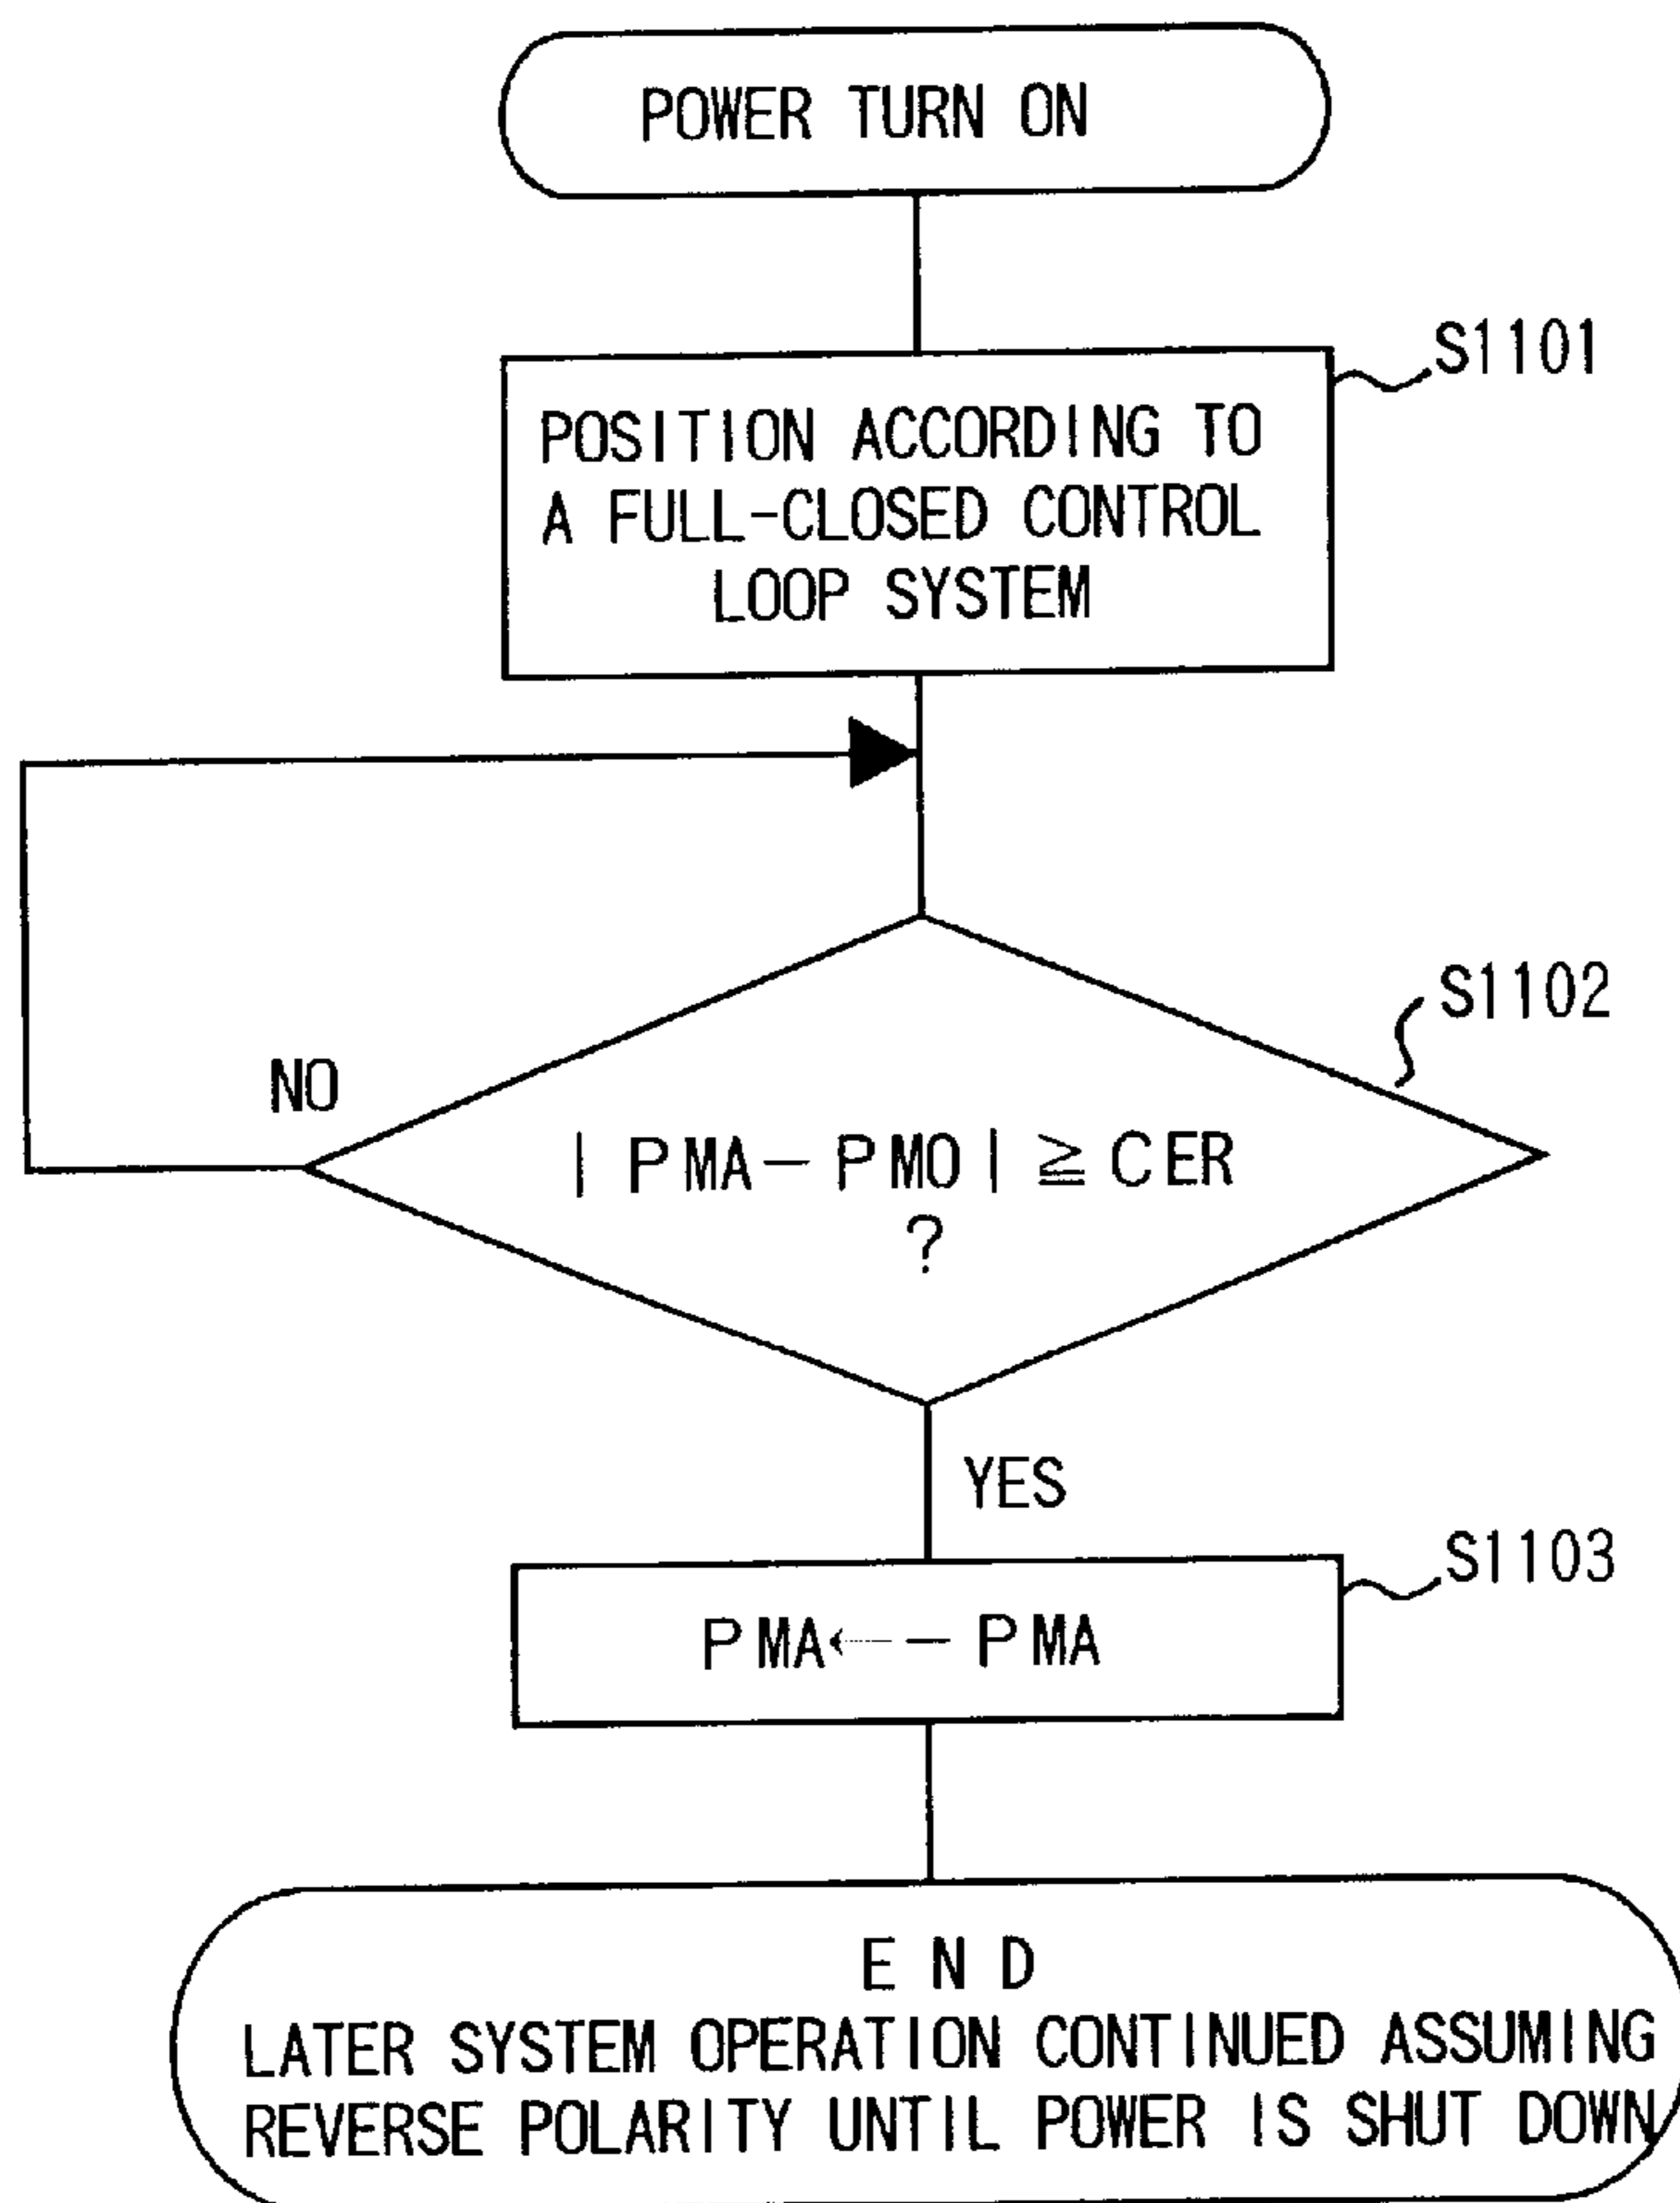 POWER TURN ON
S1101
POSITION ACCORDING TO
A FULL-CLOSED CONTROL
LOOP SYSTEM
S1102
NO
| PMA－PMO | ≧ CER
?
YES
S1103
PMA←－PMA
END
LATER SYSTEM OPERATION CONTINUED ASSUMING
REVERSE POLARITY UNTIL POWER IS SHUT DOWN